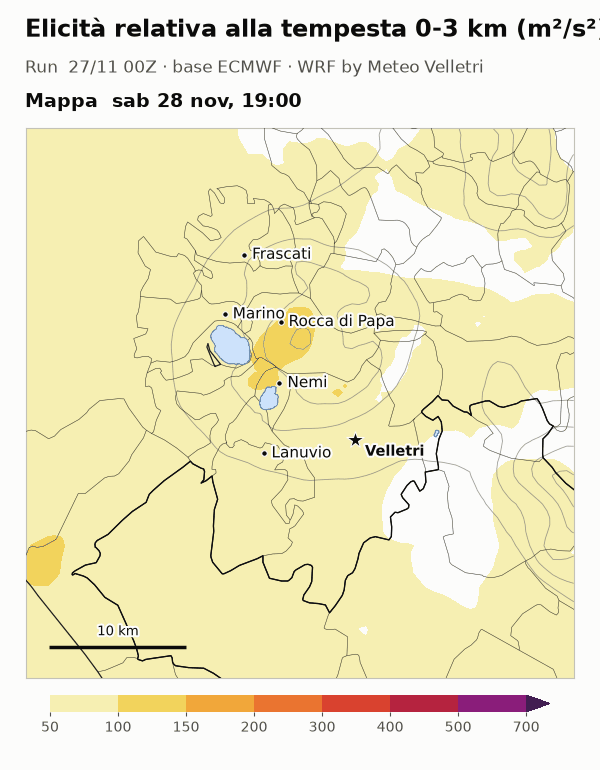 Elicità relativa alla tempesta 0-3 km (m²/s²)
Run  27/11 00Z · base ECMWF · WRF by Meteo Velletri
Mappa  sab 28 nov, 19:00
Frascati
Marino
Rocca di Papa
Nemi
Velletri
Lanuvio
10 km
50 100 150 200 300 400 500 700